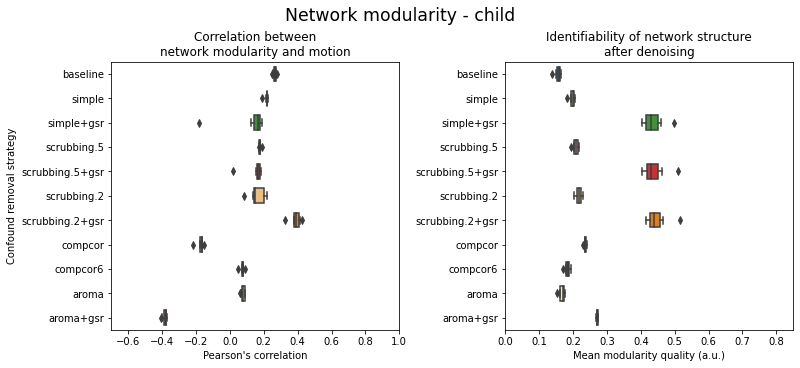 Network modularity - child
Correlation between
network modularity and motion
Confound removal strategy
baseline
simple
simple+gsr
scrubbing.5
scrubbing.5+gsr
scrubbing.2
scrubbing.2+gsr
compcor
compcor6
aroma
aroma+gsr
−0.6 −0.4 −0.2 0.0 0.2 0.4 0.6 0.8 1.0
Pearson's correlation
Identifiability of network structure
after denoising
baseline
simple
simple+gsr
scrubbing.5
scrubbing.5+gsr
scrubbing.2
scrubbing.2+gsr
compcor
compcor6
aroma
aroma+gsr
0.0 0.1 0.2 0.3 0.4 0.5 0.6 0.7 0.8
Mean modularity quality (a.u.)